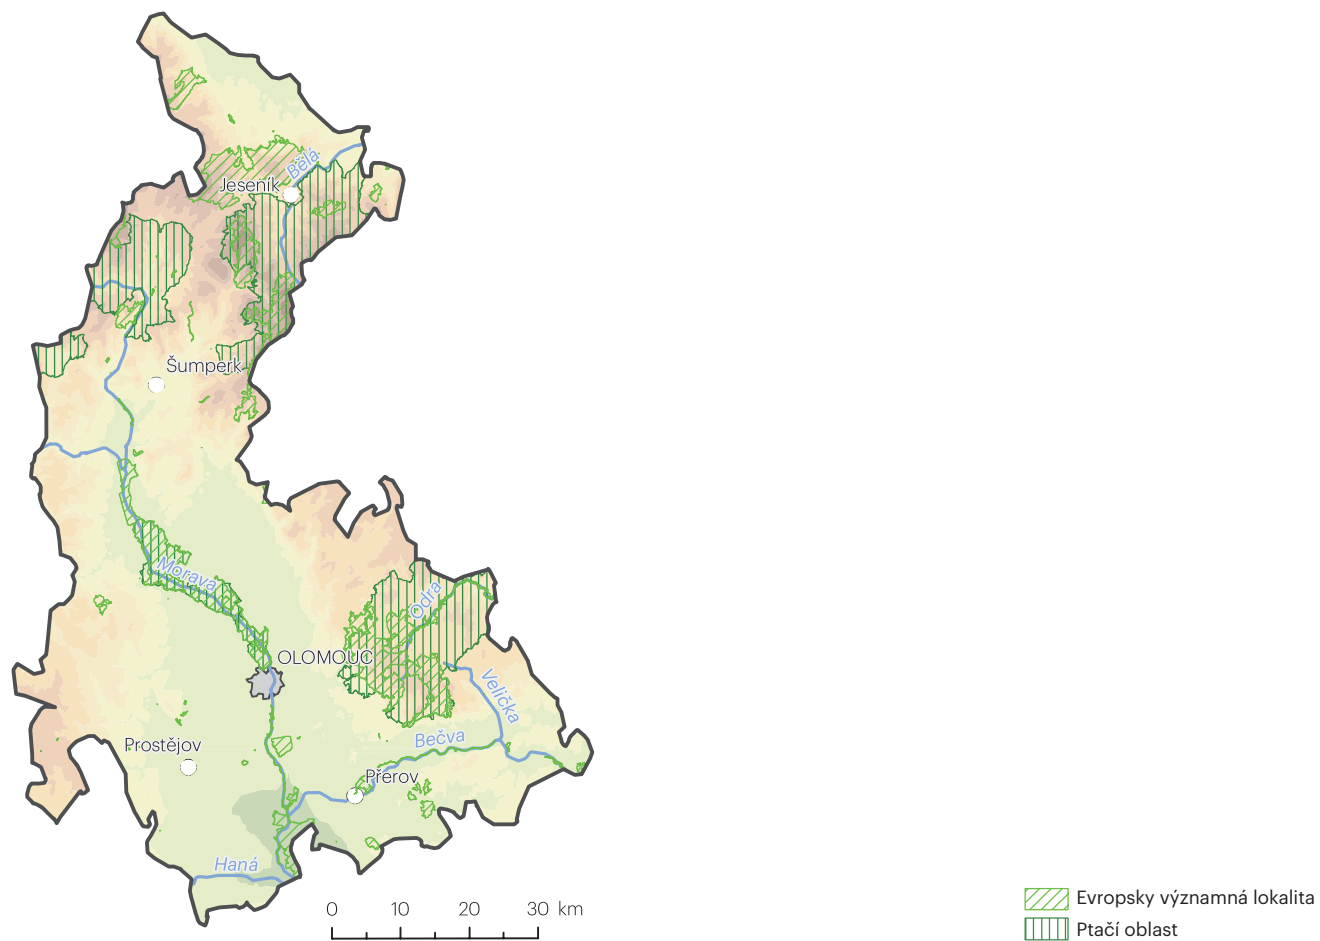 Bělá
Jeseník
Šumperk
Morava
Odra
OLOMOUC
Velička
Bečva
Prostějov
Přerov
Haná
0 10 20 30 km
Evropsky významná lokalita
Ptačí oblast